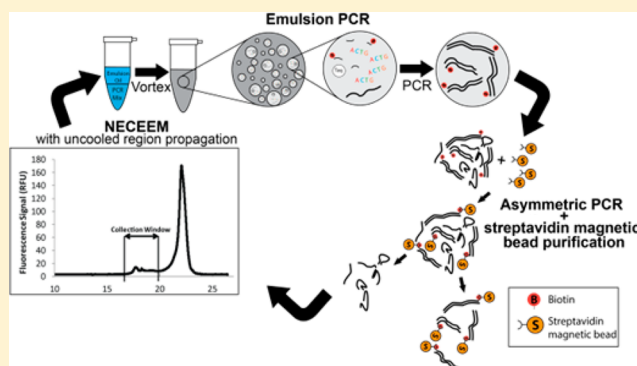 Emulsion PCR
Emulsion
Oil
PCR
Mix
Vortex
ACTG
ACTG
ACTG
ACTG
Taq
PCR
NECEEM
with uncooled region propagation
Fluorescence Signal (RFU)
180
160
140
120
100
80
60
40
20
0
Collection Window
10
15
20
25
+
S
S
S
S
Asymmetric PCR
+
streptavidin magnetic
bead purification
S
S
S
S
S
S
S
S
B Biotin
S Streptavidin
magnetic bead